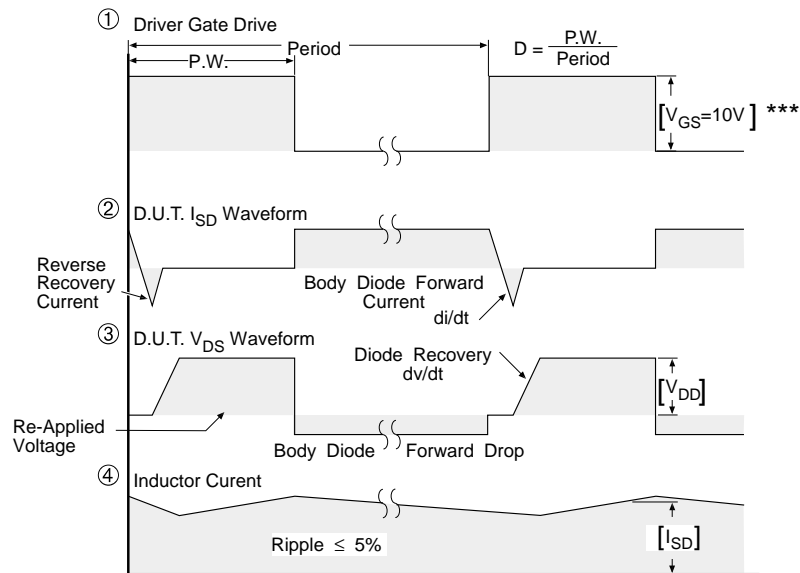 ① Driver Gate Drive
P.W.
Period
D = P.W. / Period
[VGS=10V] ***
② D.U.T. ISD Waveform
Reverse
Recovery
Current
Body Diode Forward
Current
di/dt
③ D.U.T. VDS Waveform
Diode Recovery
dv/dt
[VDD]
Re-Applied
Voltage
Body Diode Forward Drop
④ Inductor Curent
Ripple ≤ 5%
[ISD]